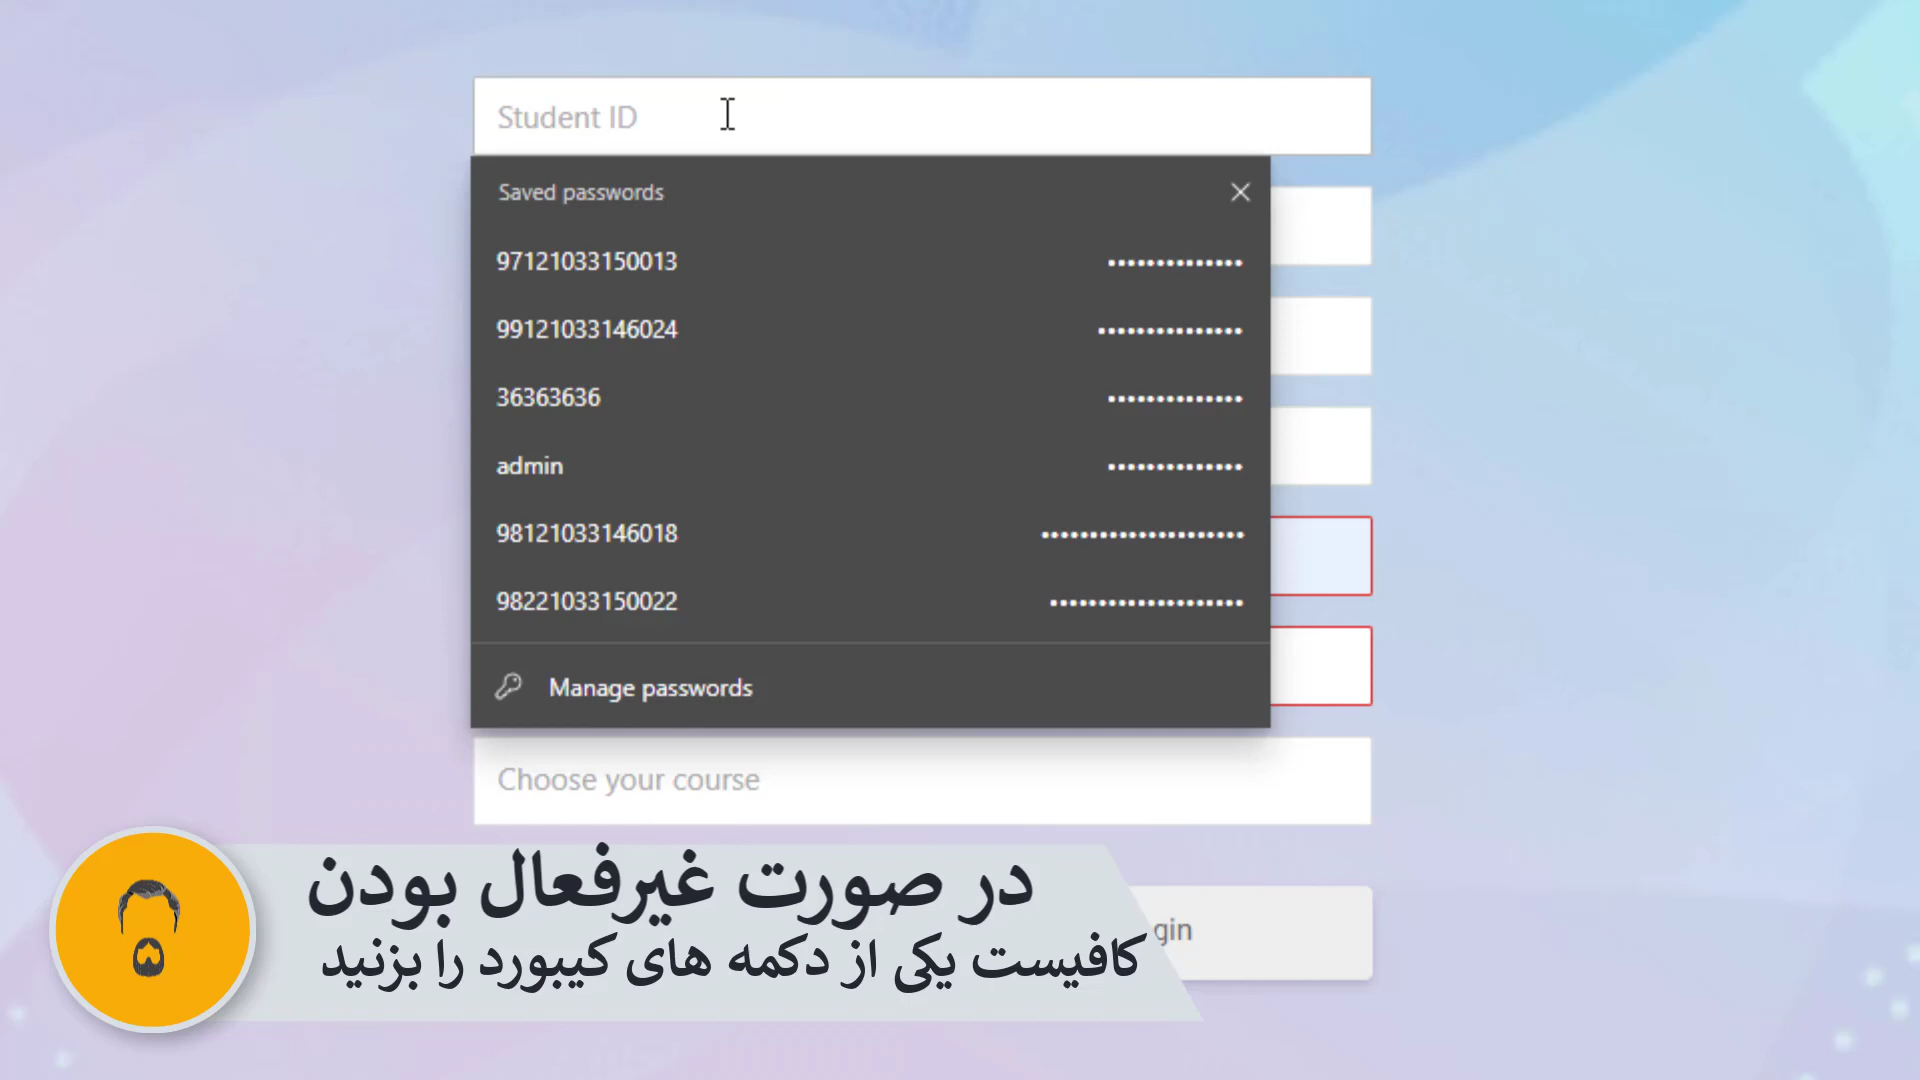 Student ID
Saved passwords
97121033150013 ••••••••••••••
99121033146024 •••••••••••••••
36363636 ••••••••••••••
admin ••••••••••••••
98121033146018 •••••••••••••••••••••
98221033150022 ••••••••••••••••••••
Manage passwords
Choose your course
gin
در صورت غیرفعال بودن
کافیست یکی از دکمه های کیبورد را بزنید